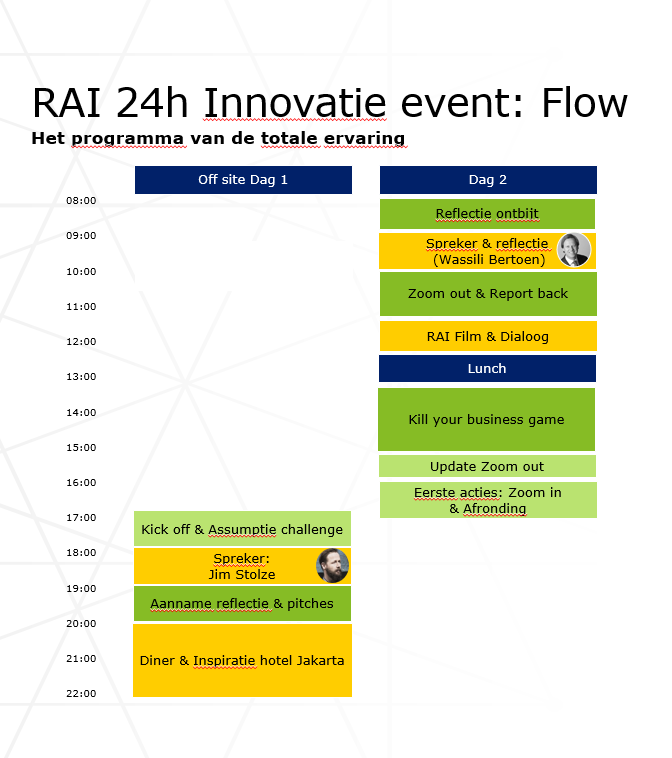 RAI 24h Innovatie event: Flow
Het programma van de totale ervaring
Off site Dag 1
Dag 2
08:00
Reflectie ontbijt
09:00
Spreker & reflectie
(Wassili Bertoen)
10:00
Zoom out & Report back
11:00
RAI Film & Dialoog
12:00
Lunch
13:00
14:00
Kill your business game
15:00
Update Zoom out
16:00
Eerste acties: Zoom in
& Afronding
17:00
Kick off & Assumptie challenge
18:00
Spreker:
Jim Stolze
19:00
Aanname reflectie & pitches
20:00
21:00
Diner & Inspiratie hotel Jakarta
22:00